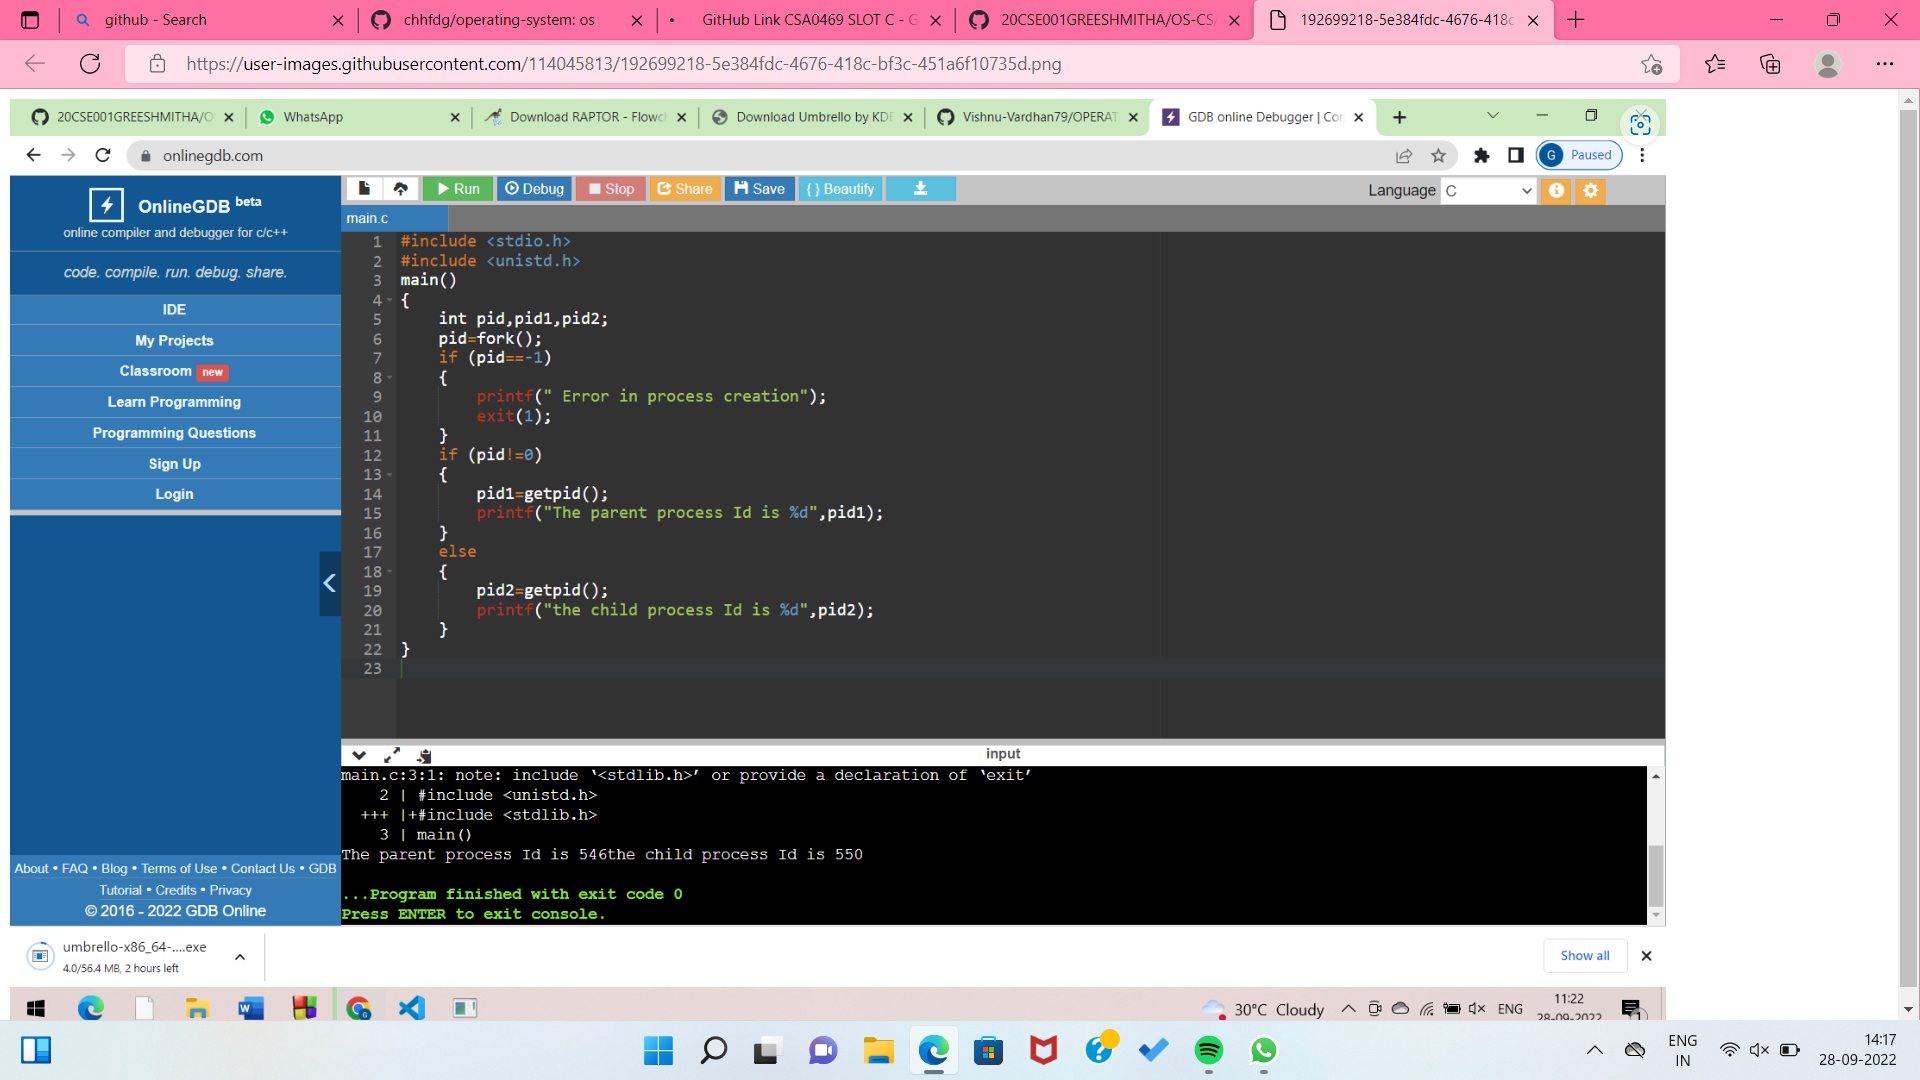 github - Search
chhfdg/operating-system: os
GitHub Link CSA0469 SLOT C - G
20CSE001GREESHMITHA/OS-CS
192699218-5e384fdc-4676-418c
https://user-images.githubusercontent.com/114045813/192699218-5e384fdc-4676-418c-bf3c-451a6f10735d.png
20CSE001GREESHMITHA/O
WhatsApp
Download RAPTOR - Flowc
Download Umbrello by KDE
Vishnu-Vardhan79/OPERAT
GDB online Debugger | Co
onlinegdb.com
G Paused
OnlineGDB beta
online compiler and debugger for c/c++
code. compile. run. debug. share.
IDE
My Projects
Classroom new
Learn Programming
Programming Questions
Sign Up
Login
About • FAQ • Blog • Terms of Use • Contact Us • GDB
Tutorial • Credits • Privacy
© 2016 - 2022 GDB Online
Run Debug Stop Share Save { } Beautify
Language C
main.c
1 #include <stdio.h>
2 #include <unistd.h>
3 main()
4 {
5 int pid,pid1,pid2;
6 pid=fork();
7 if (pid==-1)
8 {
9 printf(" Error in process creation");
10 exit(1);
11 }
12 if (pid!=0)
13 {
14 pid1=getpid();
15 printf("The parent process Id is %d",pid1);
16 }
17 else
18 {
19 pid2=getpid();
20 printf("the child process Id is %d",pid2);
21 }
22 }
23
input
main.c:3:1: note: include ‘<stdlib.h>’ or provide a declaration of ‘exit’
2 | #include <unistd.h>
+++ |+#include <stdlib.h>
3 | main()
The parent process Id is 546the child process Id is 550
...Program finished with exit code 0
Press ENTER to exit console.
umbrello-x86_64-....exe
4.0/56.4 MB, 2 hours left
Show all
30°C Cloudy
ENG
11:22
28-09-2022
1
ENG
IN
14:17
28-09-2022